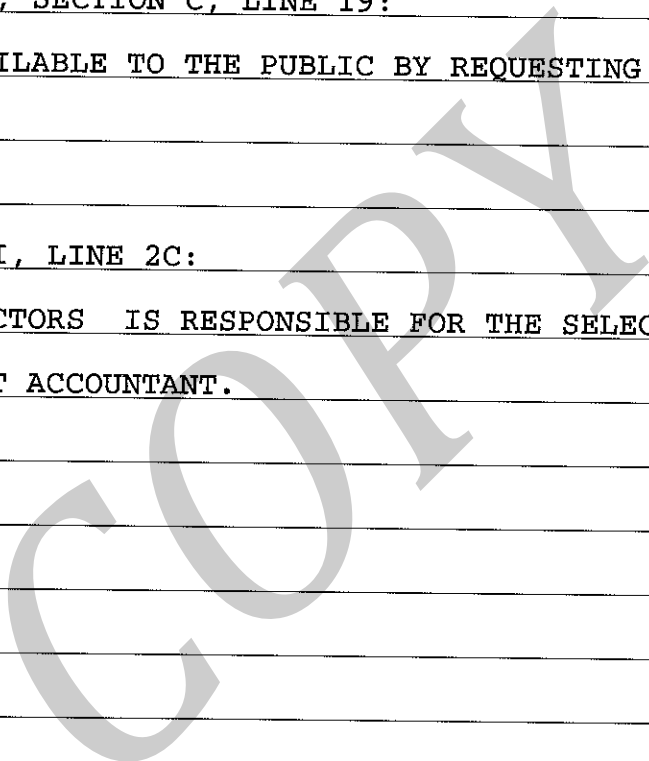 , SECTION C, LINE 19:
ILABLE TO THE PUBLIC BY REQUESTING
I, LINE 2C:
CTORS IS RESPONSIBLE FOR THE SELEC
T ACCOUNTANT.
COPY